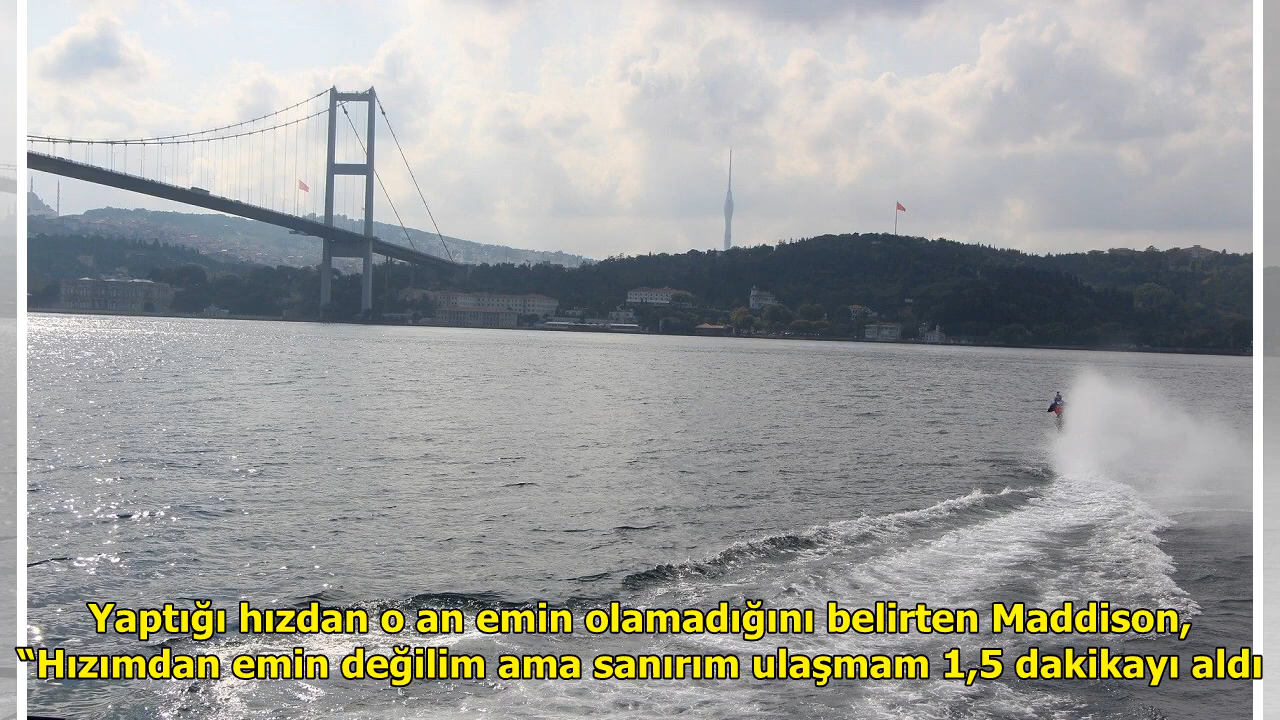 Yaptığı hızdan o an emin olamadığını belirten Maddison,
“Hızımdan emin değilim ama sanırım ulaşmam 1,5 dakikayı aldı